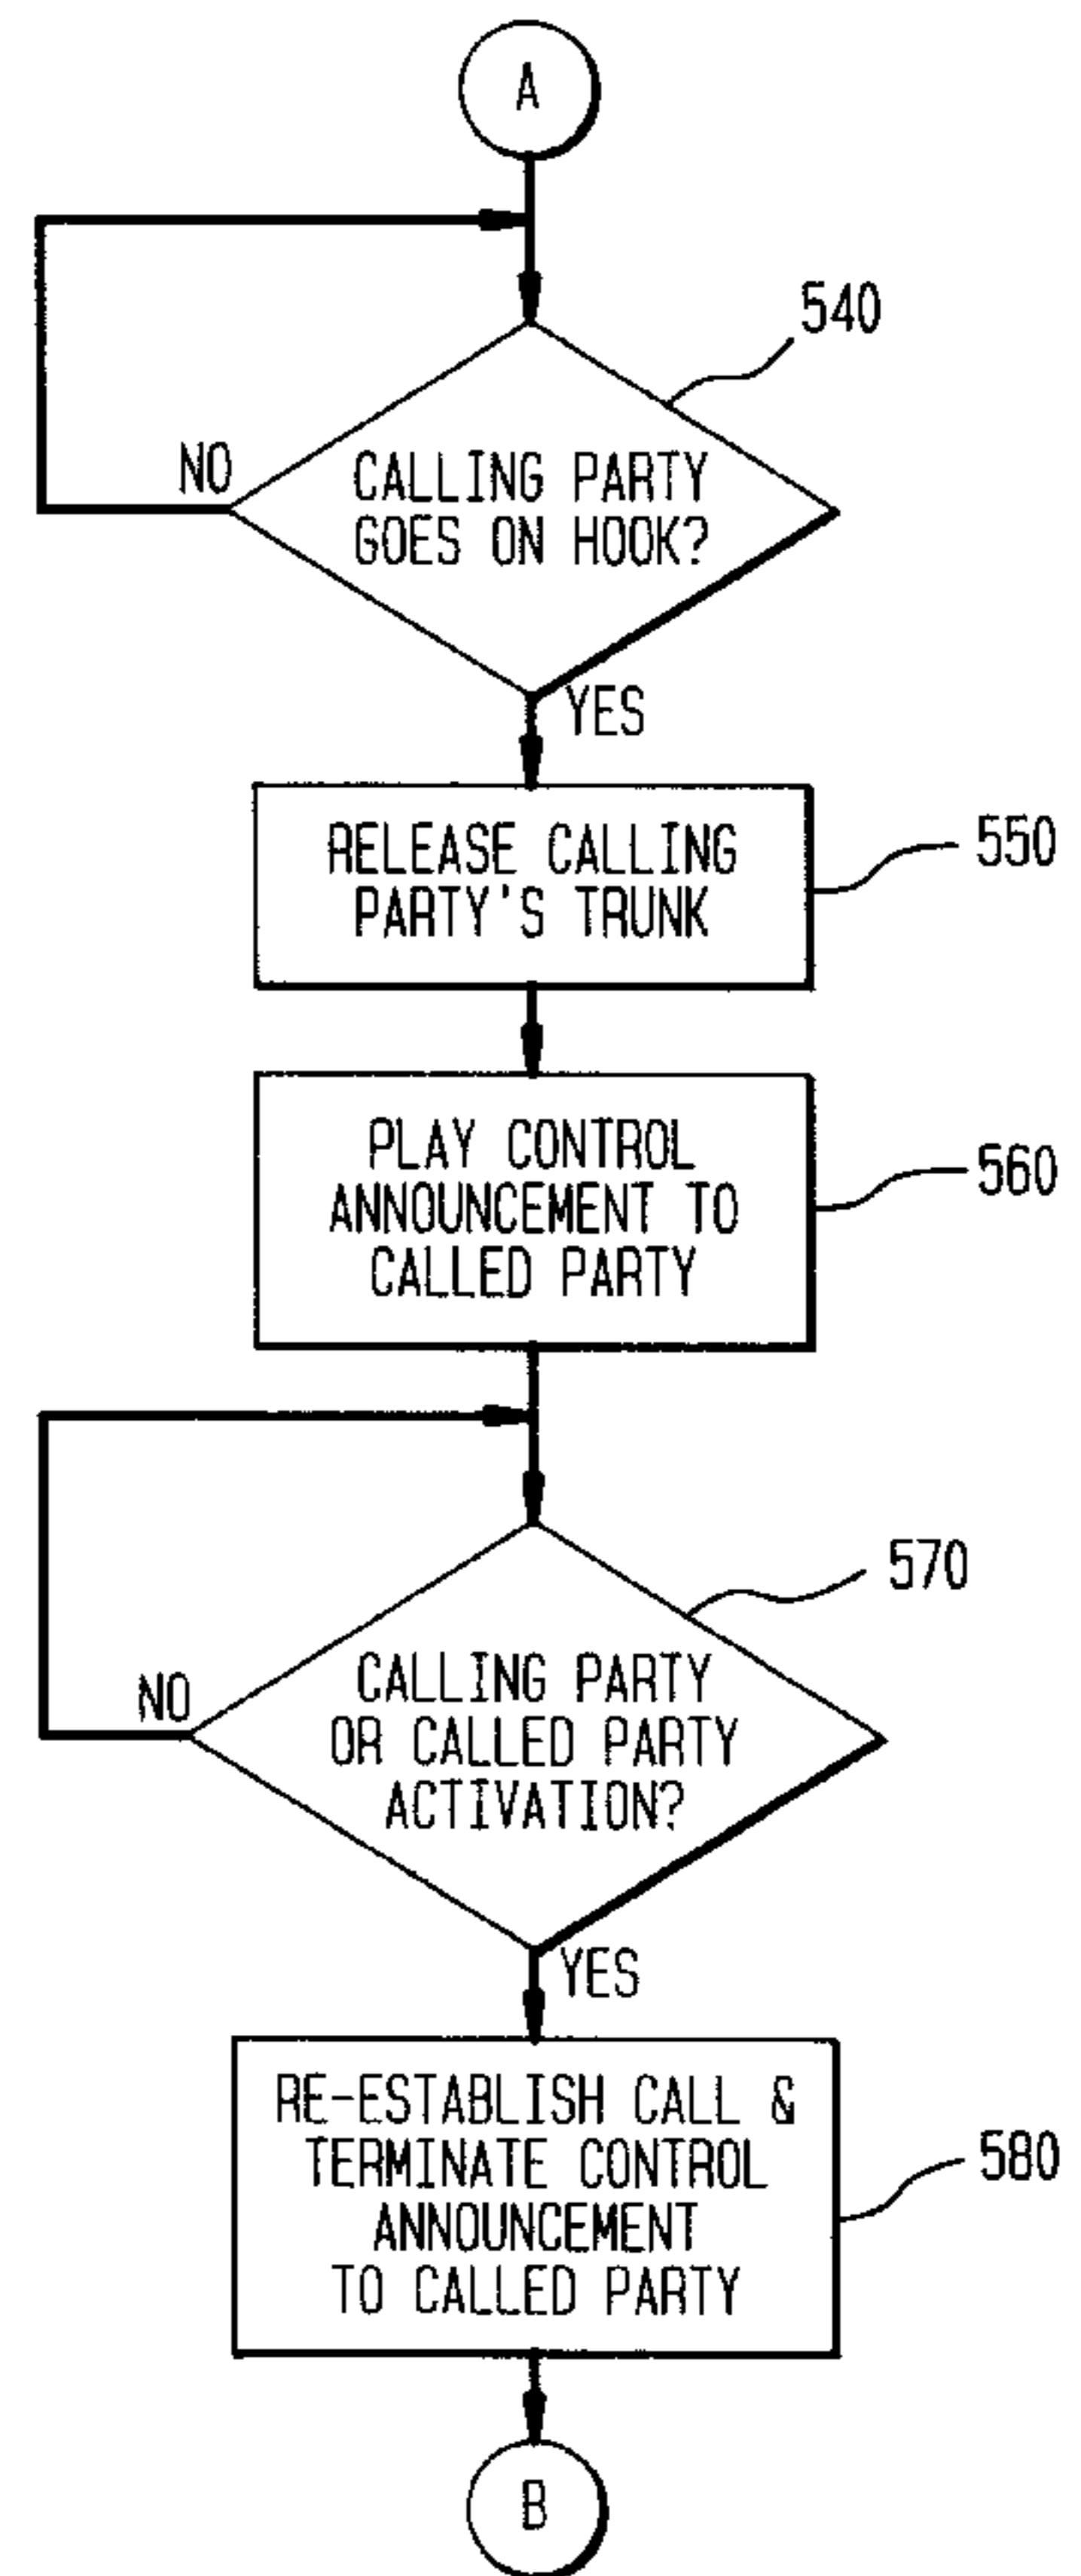 A
540
NO
CALLING PARTY
GOES ON HOOK?
YES
RELEASE CALLING
PARTY'S TRUNK
550
PLAY CONTROL
ANNOUNCEMENT TO
CALLED PARTY
560
570
NO
CALLING PARTY
OR CALLED PARTY
ACTIVATION?
YES
RE-ESTABLISH CALL &
TERMINATE CONTROL
ANNOUNCEMENT
TO CALLED PARTY
580
B